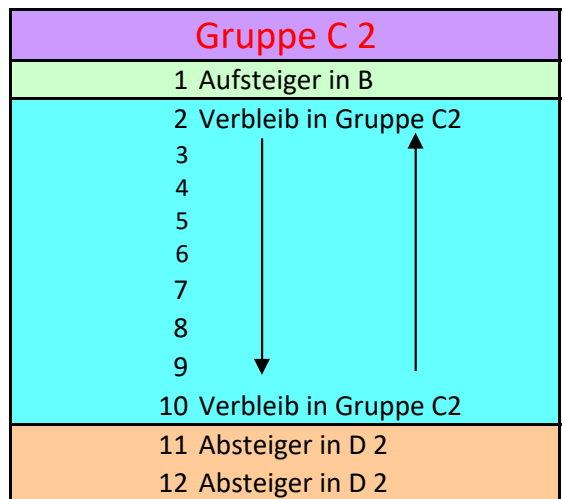 Gruppe C 2
1 Aufsteiger in B
2 Verbleib in Gruppe C2
3
4
5
6
7
8
9
10 Verbleib in Gruppe C2
11 Absteiger in D 2
12 Absteiger in D 2